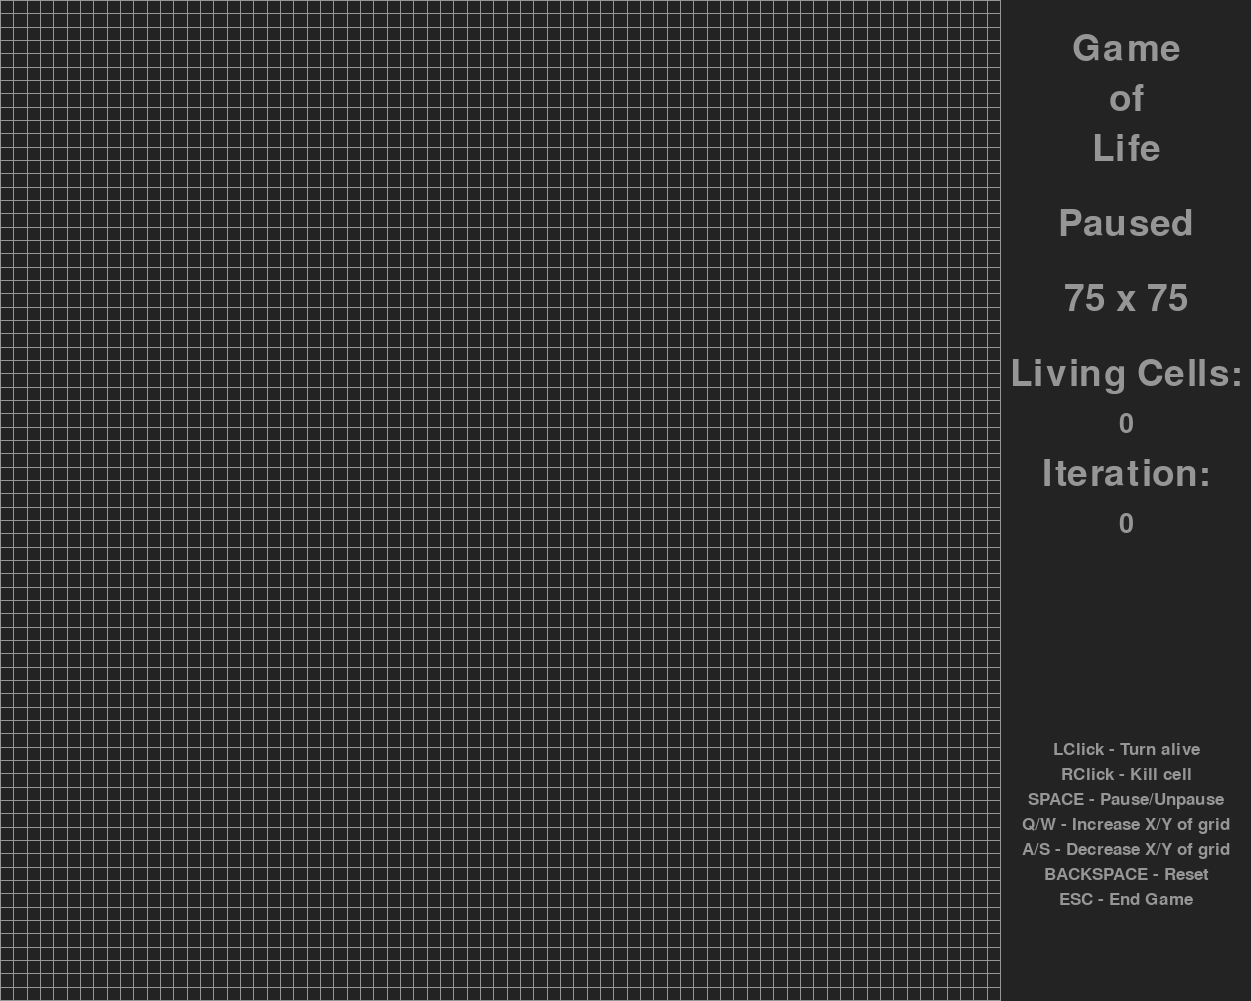 Game
of
Life
Paused
75 x 75
Living Cells:
0
Iteration:
0
LClick - Turn alive
RClick - Kill cell
SPACE - Pause/Unpause
Q/W - Increase X/Y of grid
A/S - Decrease X/Y of grid
BACKSPACE - Reset
ESC - End Game